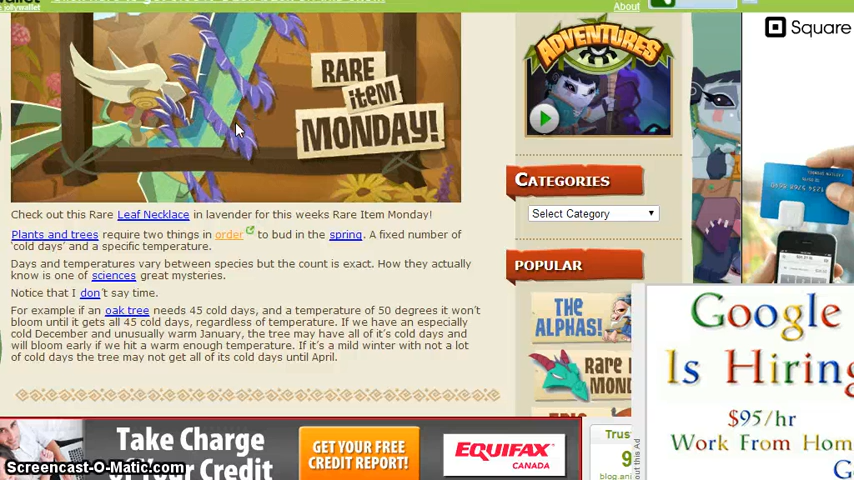 About
RARE
item
MONDAY!
ADVENTURES
Square
CATEGORIES
Select Category
Check out this Rare Leaf Necklace in lavender for this weeks Rare Item Monday!
Plants and trees require two things in order to bud in the spring. A fixed number of
'cold days' and a specific temperature.
Days and temperatures vary between species but the count is exact. How they actually
know is one of sciences great mysteries.
Notice that I don't say time.
For example if an oak tree needs 45 cold days, and a temperature of 50 degrees it won't
bloom until it gets all 45 cold days, regardless of temperature. If we have an especially
cold December and unusually warm January, the tree may have all of it's cold days and
will bloom early if we hit a warm enough temperature. If it's a mild winter with not a lot
of cold days the tree may not get all of its cold days until April.
POPULAR
THE
ALPHAS!
RARE
MOND
Google
Is Hiring
$95/hr
Work From Hom
G
Take Charge
of Your Credit
GET YOUR FREE
CREDIT REPORT!
EQUIFAX
CANADA
Trus
9
blog.ani
out this Ad
Screencast-O-Matic.com